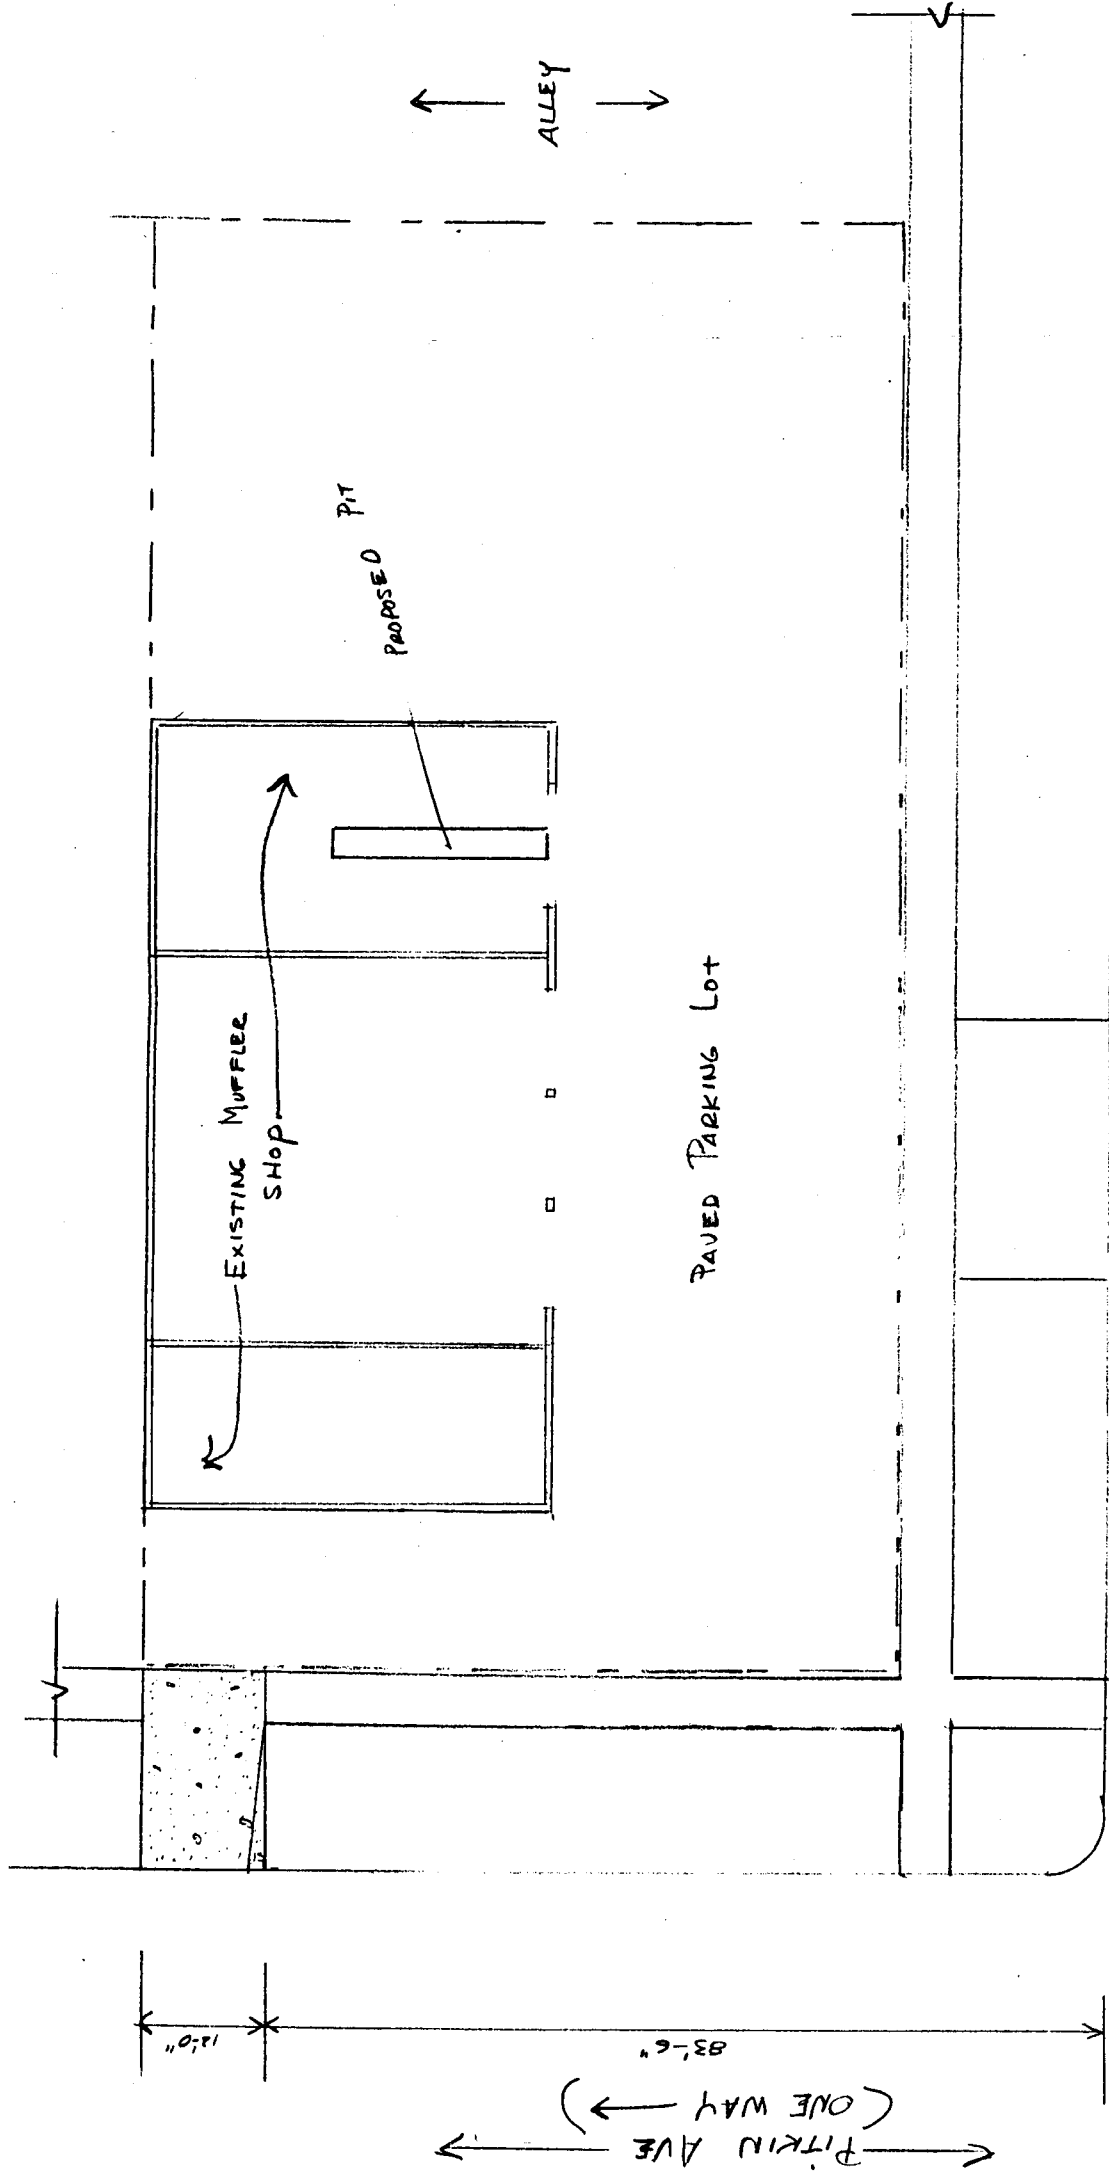 ALLEY
PROPOSED PIT
EXISTING MUFFLER
SHOP
PAVED PARKING LOT
12'-0"
83'-6"
PITKIN AVE
(ONE WAY →)